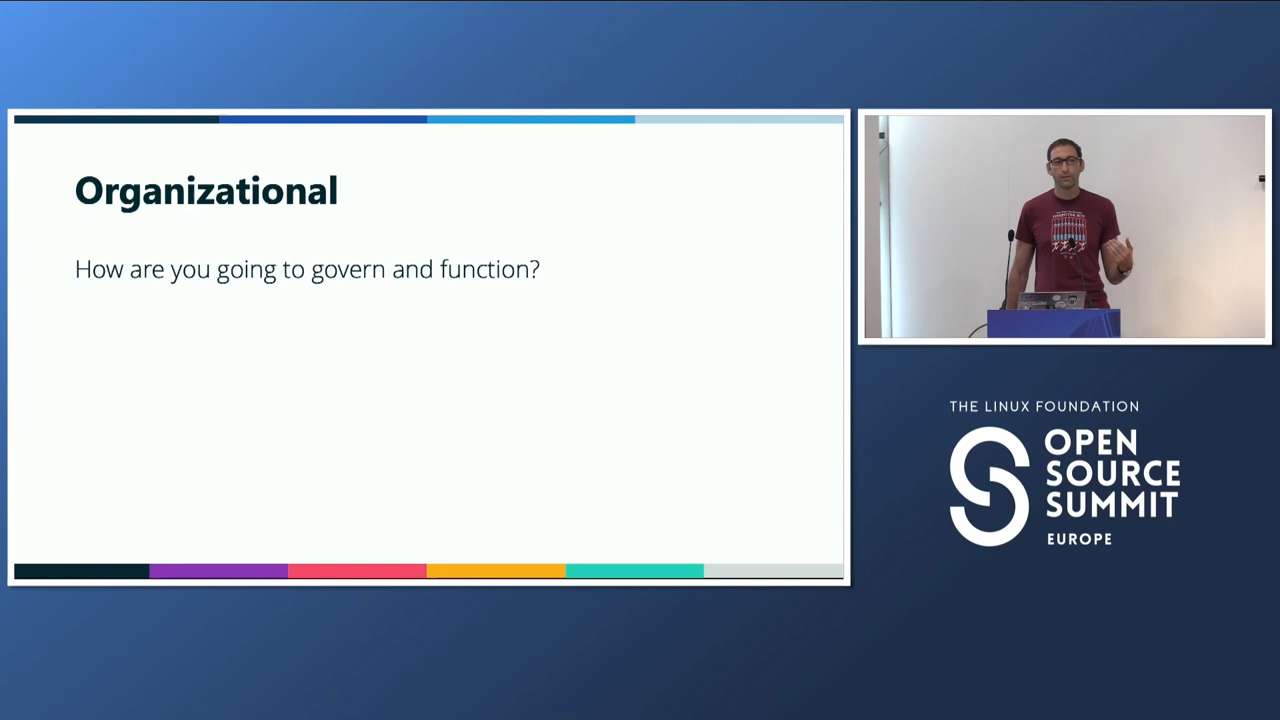 Organizational
How are you going to govern and function?
THE LINUX FOUNDATION
OPEN
SOURCE
SUMMIT
EUROPE